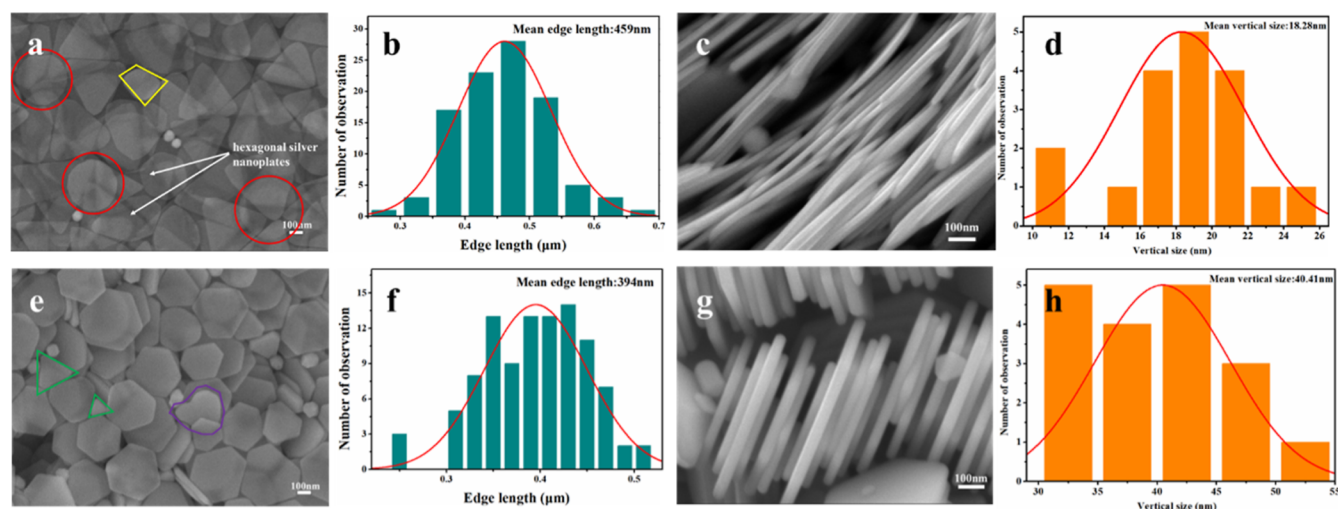 a
hexagonal silver
nanoplates
100nm
b
Mean edge length:459nm
Number of observation
30
25
20
15
10
5
0
0.3
0.4
0.5
0.6
0.7
Edge length (μm)
c
100nm
d
Mean vertical size:18.28nm
Number of observation
5
4
3
2
1
10
12
14
16
18
20
22
24
26
Vertical size (nm)
e
100nm
f
Mean edge length:394nm
Number of observation
15
12
9
6
3
0
0.3
0.4
0.5
Edge length (μm)
g
100nm
h
Mean vertical size:40.41nm
Number of observation
5
4
3
2
1
30
35
40
45
50
55
Vertical size (nm)